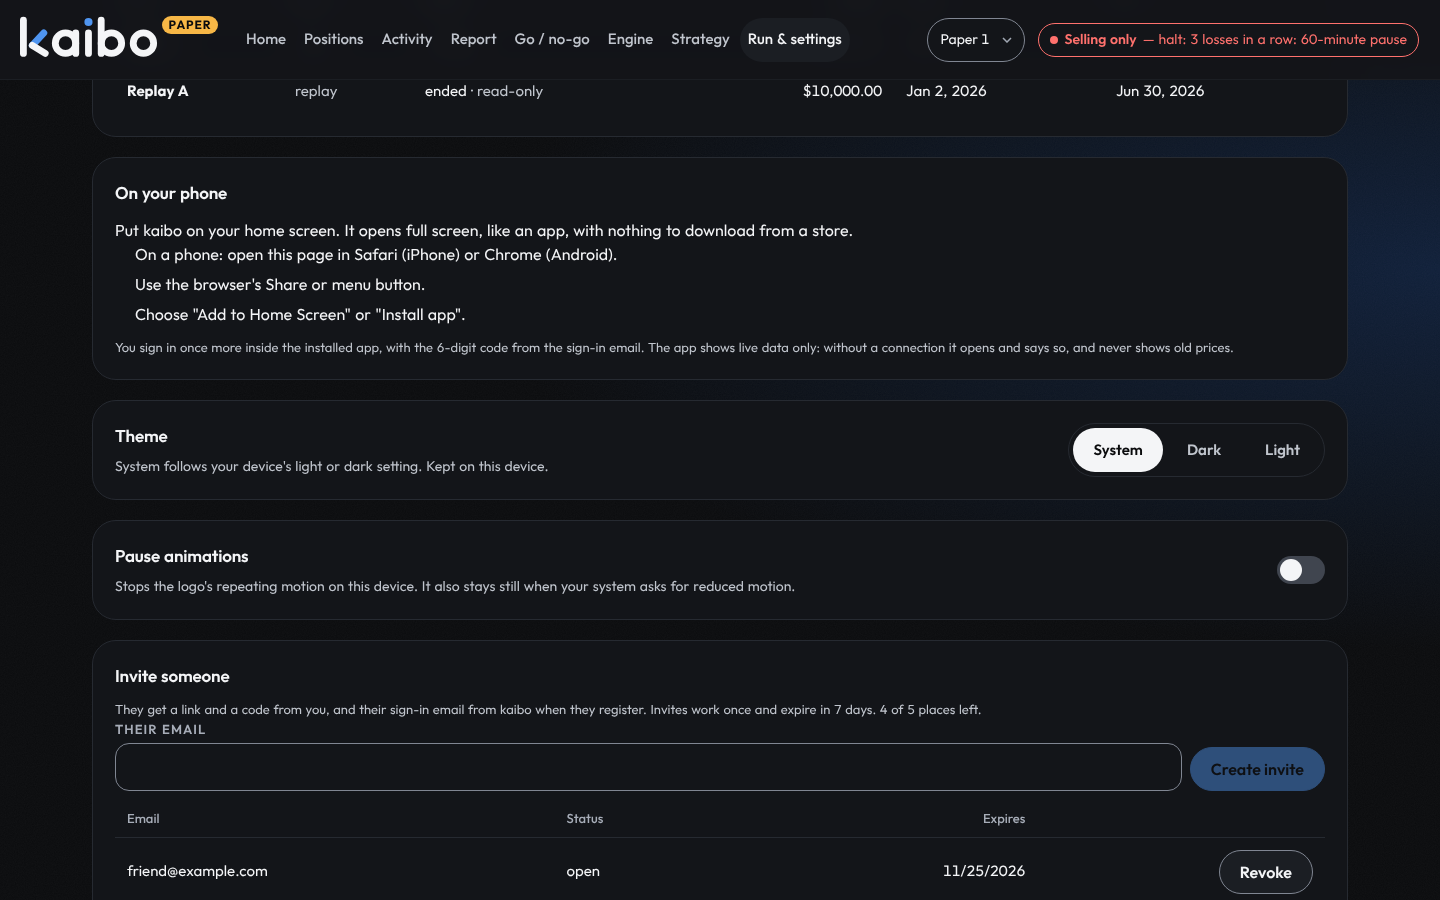 kaibo PAPER Home Positions Activity Report Go / no-go Engine Strategy Run & settings Paper 1 Selling only — halt: 3 losses in a row: 60-minute pause
Replay A replay ended · read-only $10,000.00 Jan 2, 2026 Jun 30, 2026
On your phone
Put kaibo on your home screen. It opens full screen, like an app, with nothing to download from a store.
On a phone: open this page in Safari (iPhone) or Chrome (Android).
Use the browser's Share or menu button.
Choose "Add to Home Screen" or "Install app".
You sign in once more inside the installed app, with the 6-digit code from the sign-in email. The app shows live data only: without a connection it opens and says so, and never shows old prices.
Theme
System follows your device's light or dark setting. Kept on this device.
System Dark Light
Pause animations
Stops the logo's repeating motion on this device. It also stays still when your system asks for reduced motion.
Invite someone
They get a link and a code from you, and their sign-in email from kaibo when they register. Invites work once and expire in 7 days. 4 of 5 places left.
THEIR EMAIL
Create invite
Email Status Expires
friend@example.com open 11/25/2026 Revoke